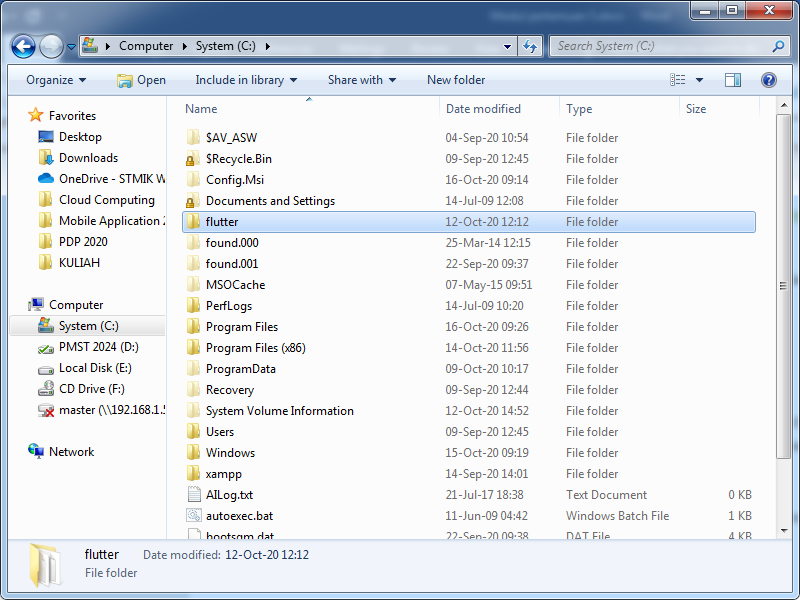 Computer System (C:)
Search System (C:)
Organize Open Include in library Share with New folder
Name Date modified Type Size
Favorites
Desktop
Downloads
OneDrive - STMIK W
Cloud Computing
Mobile Application 2
PDP 2020
KULIAH
Computer
System (C:)
PMST 2024 (D:)
Local Disk (E:)
CD Drive (F:)
master (\\192.168.1.5
Network
$AV_ASW 04-Sep-20 10:54 File folder
$Recycle.Bin 09-Sep-20 12:45 File folder
Config.Msi 16-Oct-20 09:14 File folder
Documents and Settings 14-Jul-09 12:08 File folder
flutter 12-Oct-20 12:12 File folder
found.000 25-Mar-14 12:15 File folder
found.001 22-Sep-20 09:37 File folder
MSOCache 07-May-15 09:51 File folder
PerfLogs 14-Jul-09 10:20 File folder
Program Files 16-Oct-20 09:26 File folder
Program Files (x86) 14-Oct-20 11:56 File folder
ProgramData 09-Oct-20 10:17 File folder
Recovery 09-Sep-20 12:44 File folder
System Volume Information 12-Oct-20 14:52 File folder
Users 09-Sep-20 12:45 File folder
Windows 15-Oct-20 09:19 File folder
xampp 14-Sep-20 14:01 File folder
AILog.txt 21-Jul-17 18:38 Text Document 0 KB
autoexec.bat 11-Jun-09 04:42 Windows Batch File 1 KB
bootsqm.dat 22-Sep-20 09:38 DAT File 4 KB
flutter Date modified: 12-Oct-20 12:12
File folder